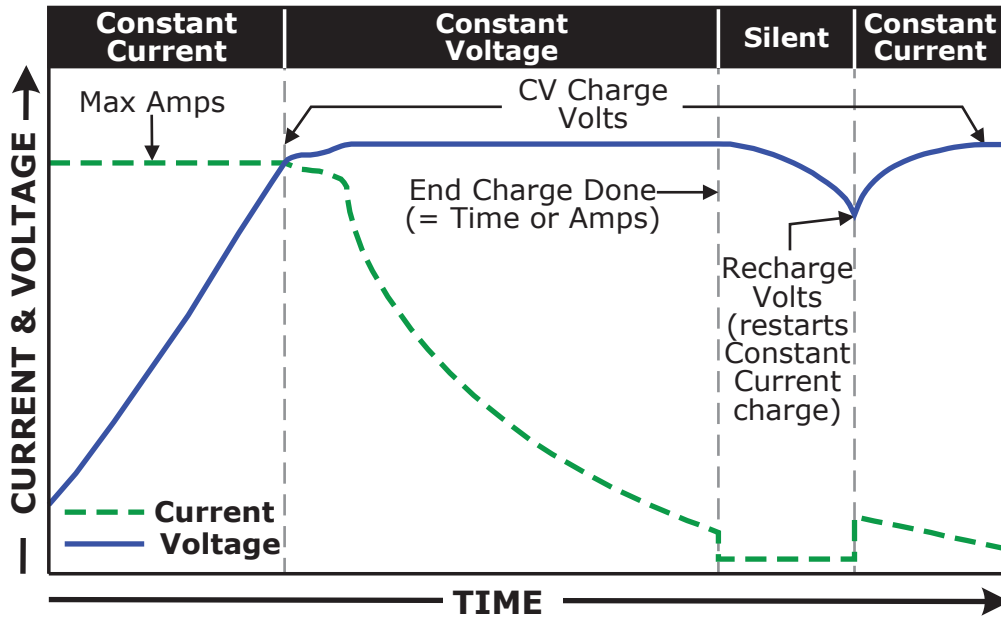 Constant
Current
Constant
Voltage
Silent
Constant
Current
Max Amps
CV Charge
Volts
End Charge Done
(= Time or Amps)
Recharge
Volts
(restarts
Constant
Current
charge)
CURRENT & VOLTAGE
Current
Voltage
TIME